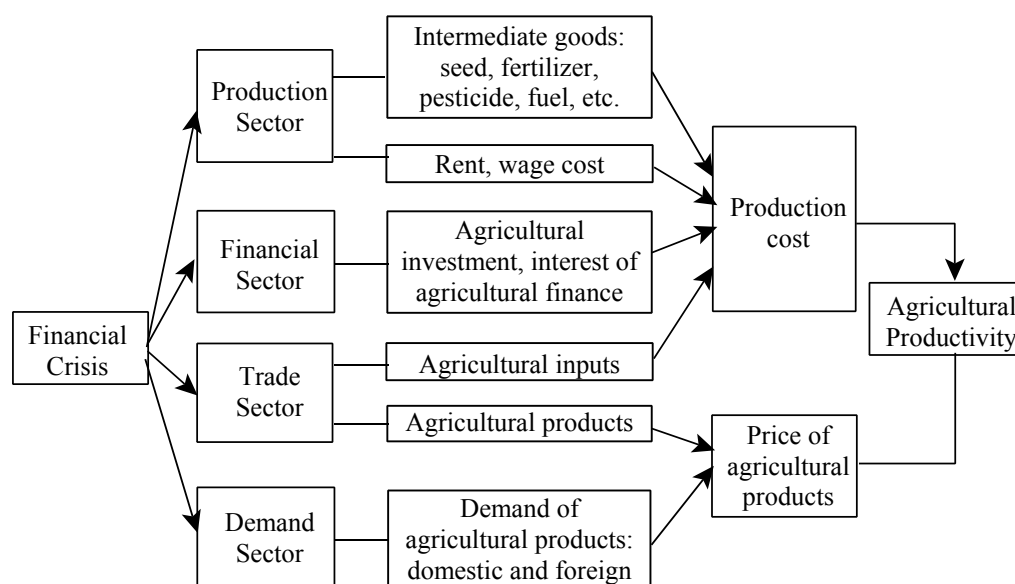 Financial
Crisis
Production
Sector
Financial
Sector
Trade
Sector
Demand
Sector
Intermediate goods:
seed, fertilizer,
pesticide, fuel, etc.
Rent, wage cost
Agricultural
investment, interest of
agricultural finance
Agricultural inputs
Agricultural products
Demand of
agricultural products:
domestic and foreign
Production
cost
Price of
agricultural
products
Agricultural
Productivity